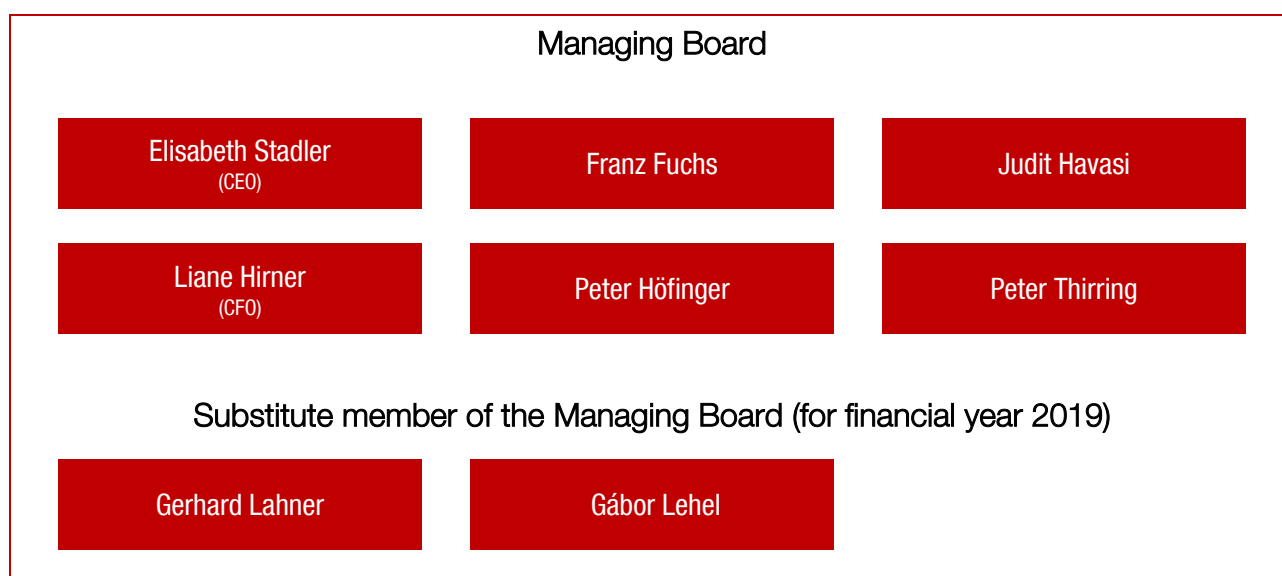 Managing Board
Elisabeth Stadler
(CEO)
Franz Fuchs
Judit Havasi
Liane Hirner
(CFO)
Peter Höfinger
Peter Thirring
Substitute member of the Managing Board (for financial year 2019)
Gerhard Lahner
Gábor Lehel